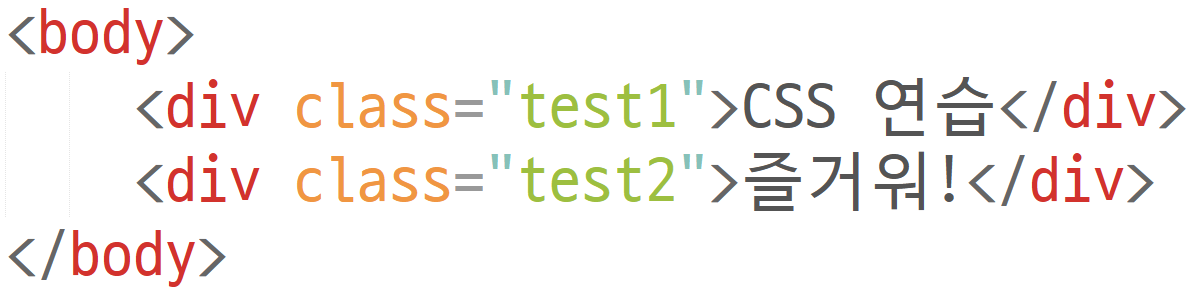 <body>
<div class="test1">CSS 연습</div>
<div class="test2">즐거워!</div>
</body>